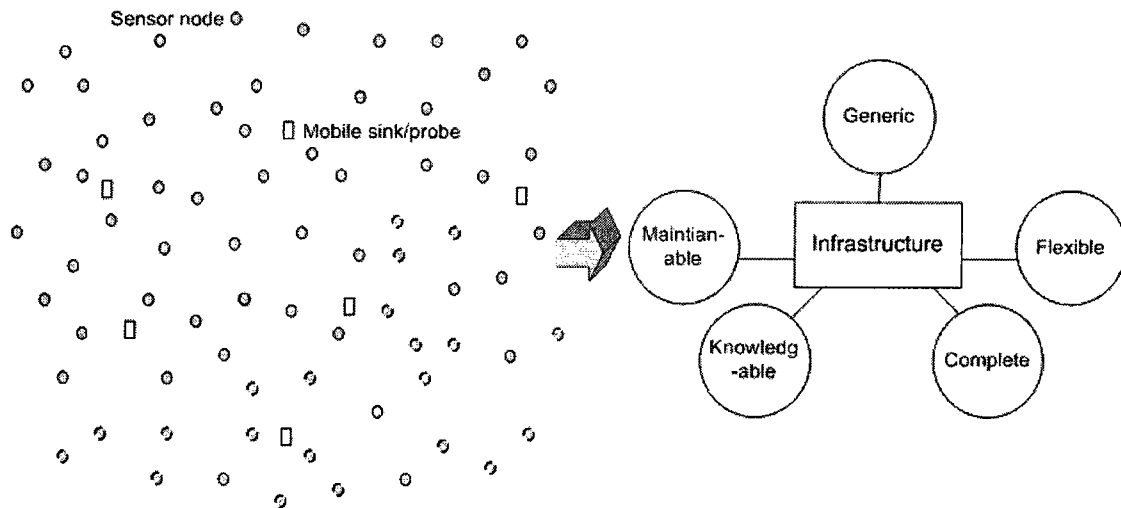 Sensor node
Mobile sink/probe
Generic
Maintian-
able
Infrastructure
Flexible
Knowledg
-able
Complete